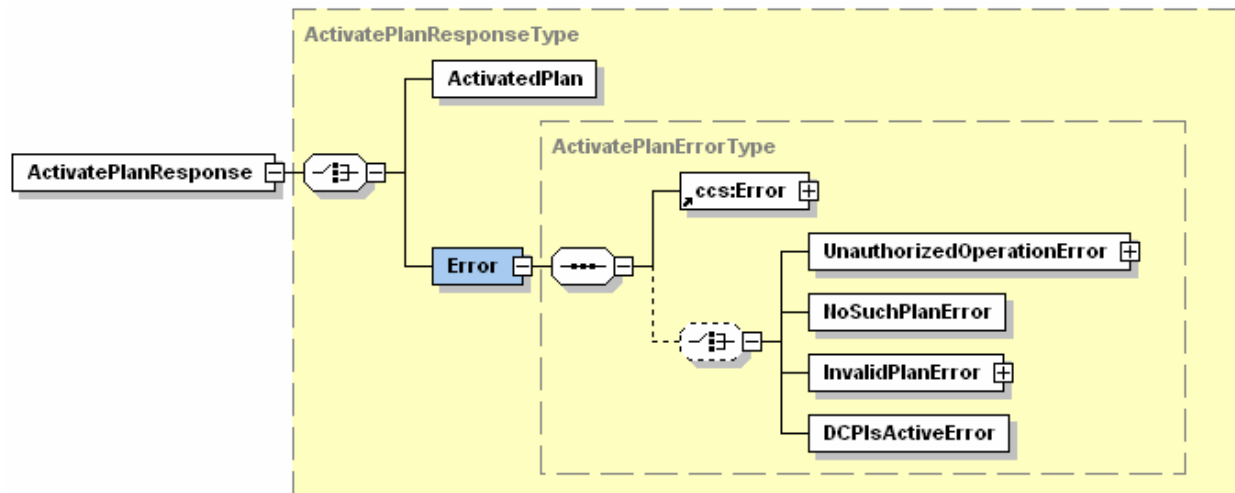 ActivatePlanResponseType
ActivatedPlan
ActivatePlanErrorType
ActivatePlanResponse
ccs:Error
UnauthorizedOperationError
Error
NoSuchPlanError
InvalidPlanError
DCPIsActiveError